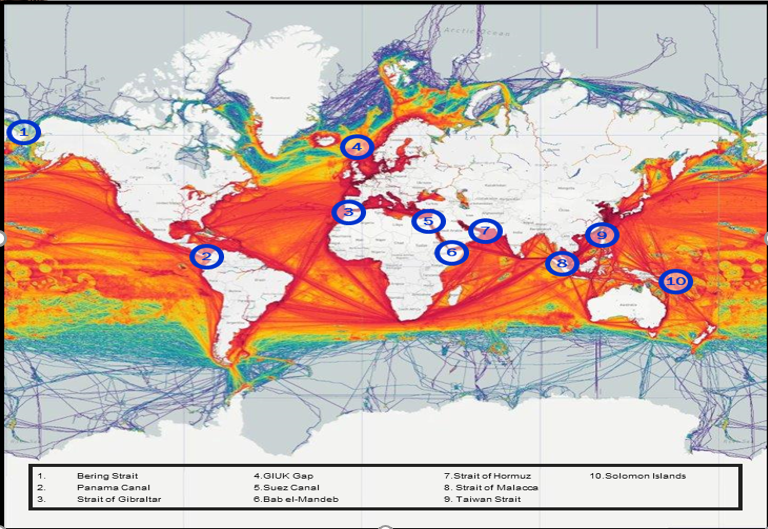 Arctic Ocean
1
4
3
5
7
9
2
6
8
10
1. Bering Strait 4.GIUK Gap 7.Strait of Hormuz 10.Solomon Islands
2. Panama Canal 5.Suez Canal 8. Strait of Malacca
3. Strait of Gibraltar 6.Bab el-Mandeb 9. Taiwan Strait